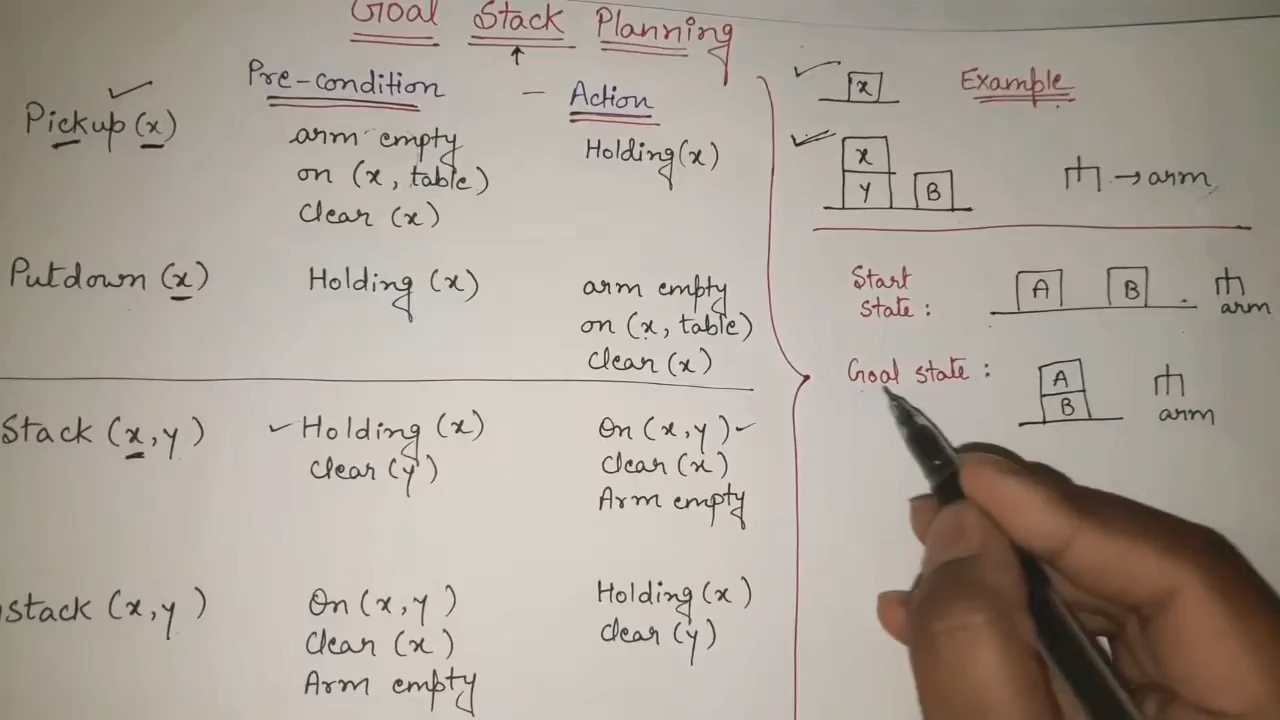 Goal Stack Planning
Pre-condition — Action
Pickup (x)
arm empty
on (x, table)
Clear (x)
Holding (x)
Putdown (x)
Holding (x)
arm empty
on (x, table)
Clear (x)
Stack (x, y)
Holding (x)
Clear (y)
On (x, y)
Clear (x)
Arm empty
stack (x, y)
On (x, y)
Clear (x)
Arm empty
Holding (x)
Clear (y)
Example
x
x
y B
→ arm
Start state :
A B
arm
Goal state :
A
B
arm